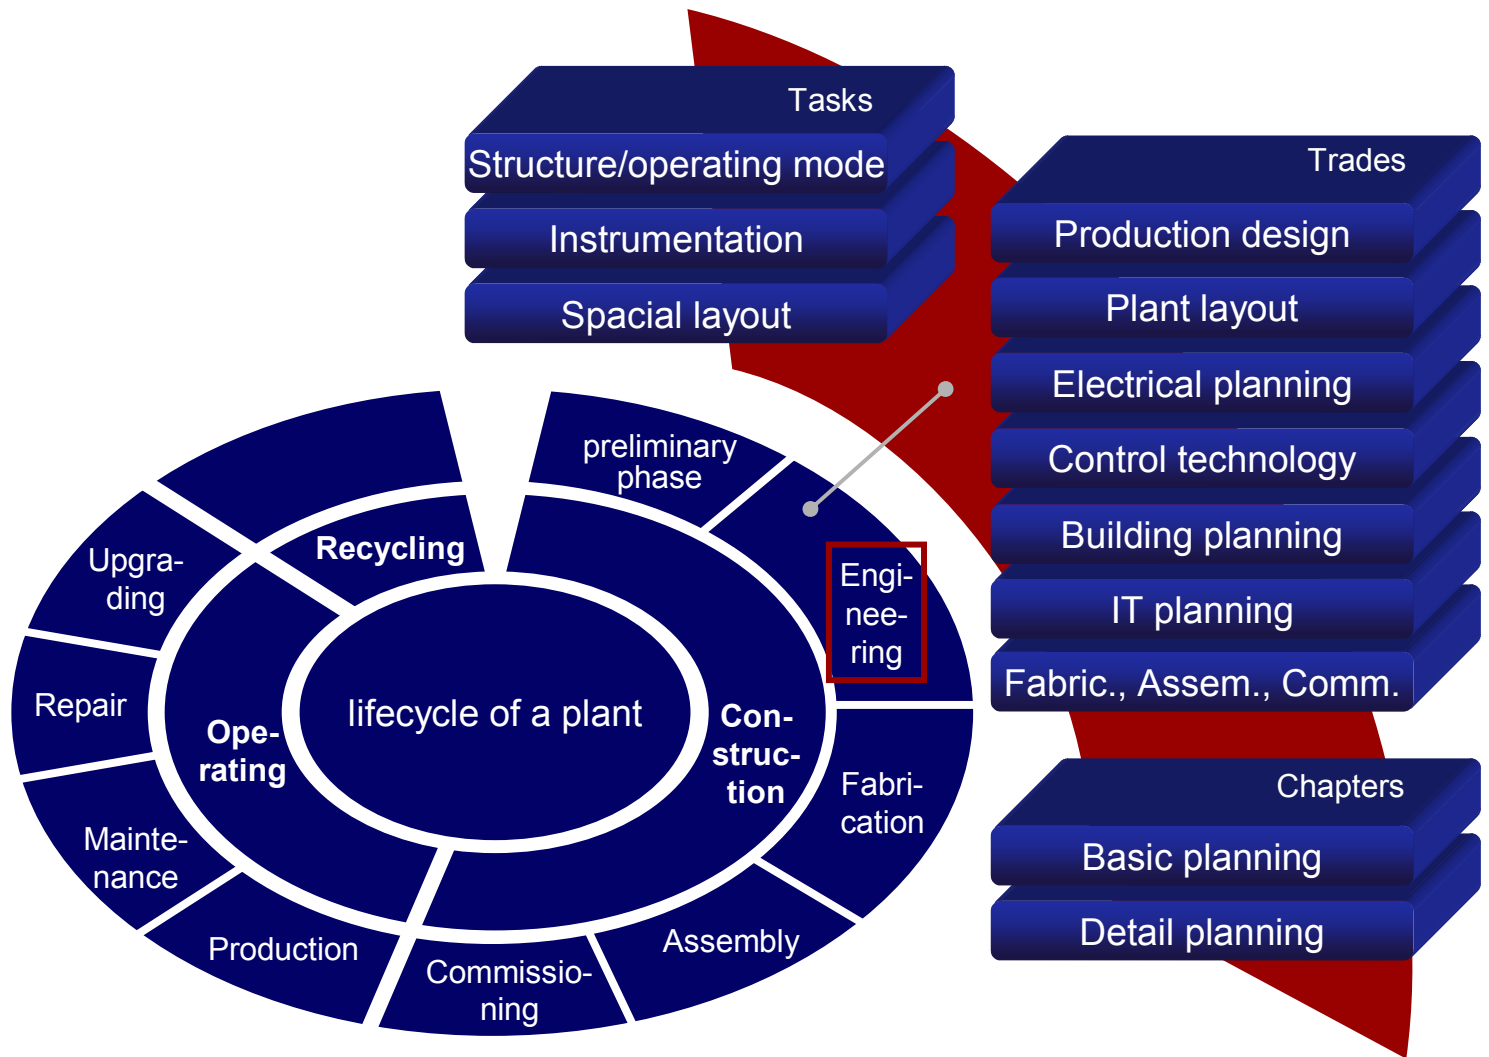 Tasks
Structure/operating mode
Instrumentation
Spacial layout
Trades
Production design
Plant layout
Electrical planning
Control technology
Building planning
IT planning
Fabric., Assem., Comm.
Chapters
Basic planning
Detail planning
preliminary
phase
Engi-
nee-
ring
Fabri-
cation
Assembly
Commissio-
ning
Production
Mainte-
nance
Repair
Upgra-
ding
Recycling
Ope-
rating
Con-
struc-
tion
lifecycle of a plant